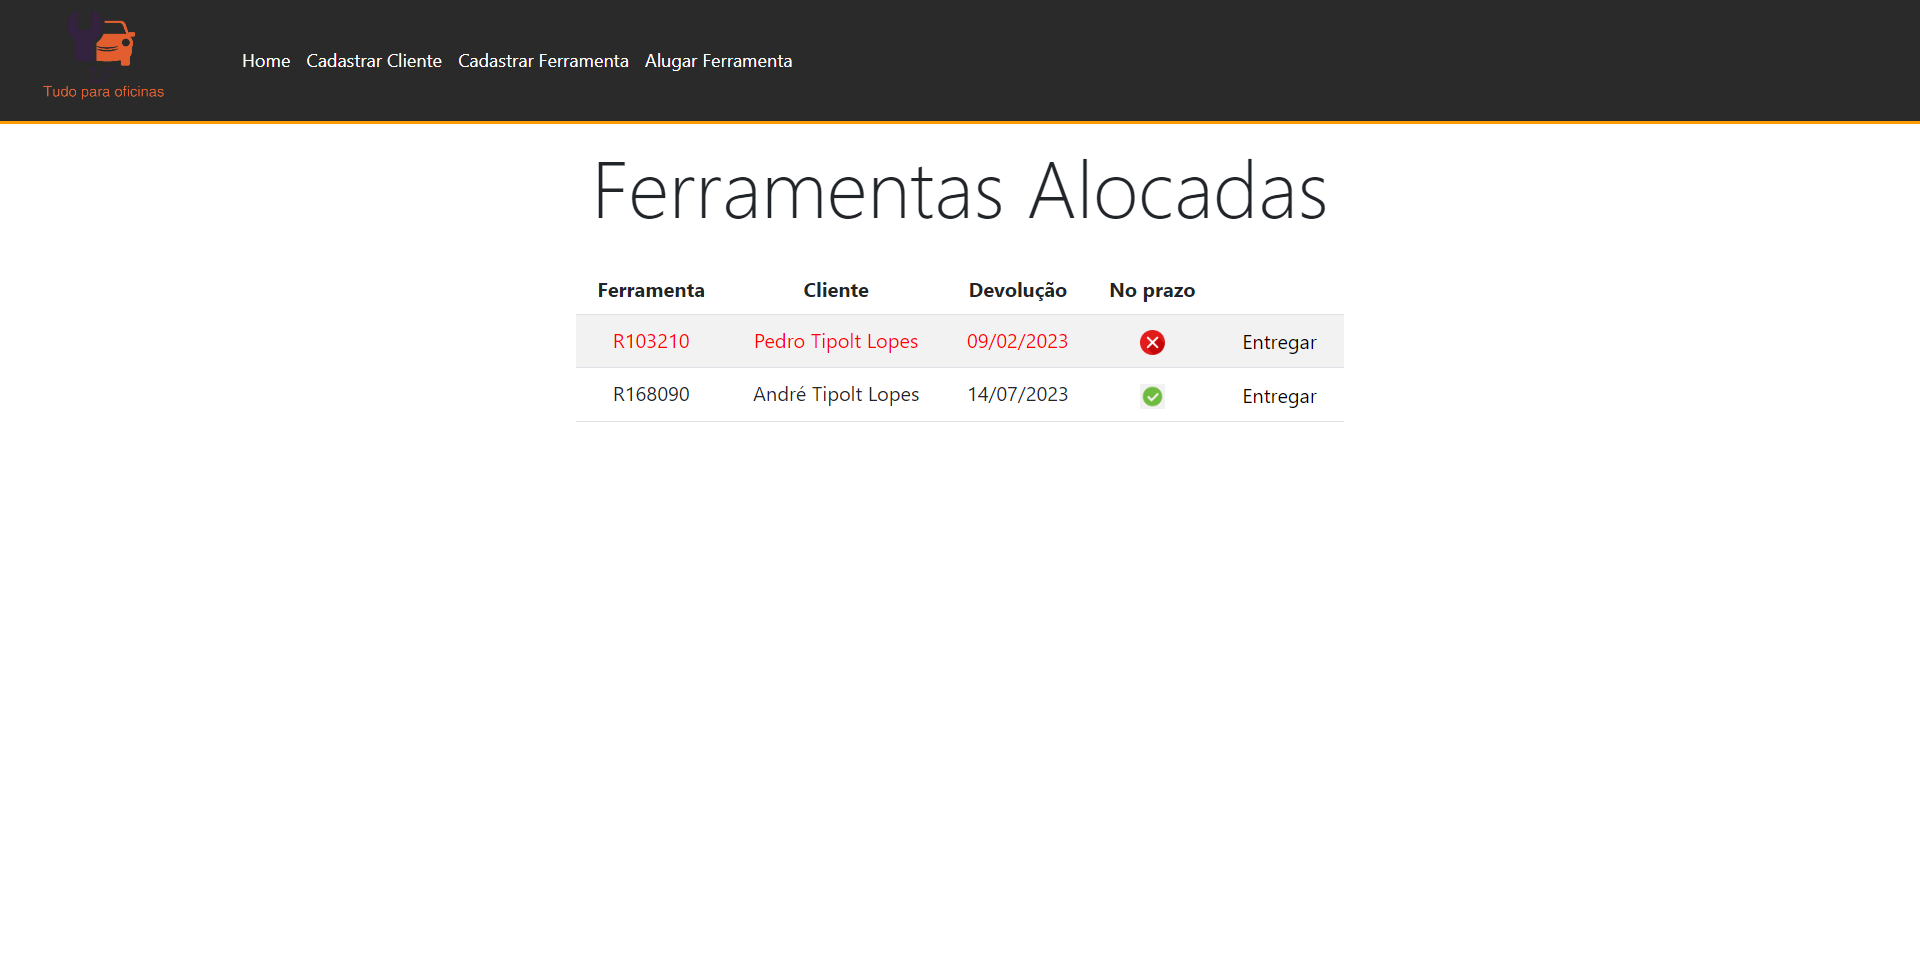 Tudo para oficinas
Home Cadastrar Cliente Cadastrar Ferramenta Alugar Ferramenta
Ferramentas Alocadas
Ferramenta Cliente Devolução No prazo
R103210 Pedro Tipolt Lopes 09/02/2023 Entregar
R168090 André Tipolt Lopes 14/07/2023 Entregar